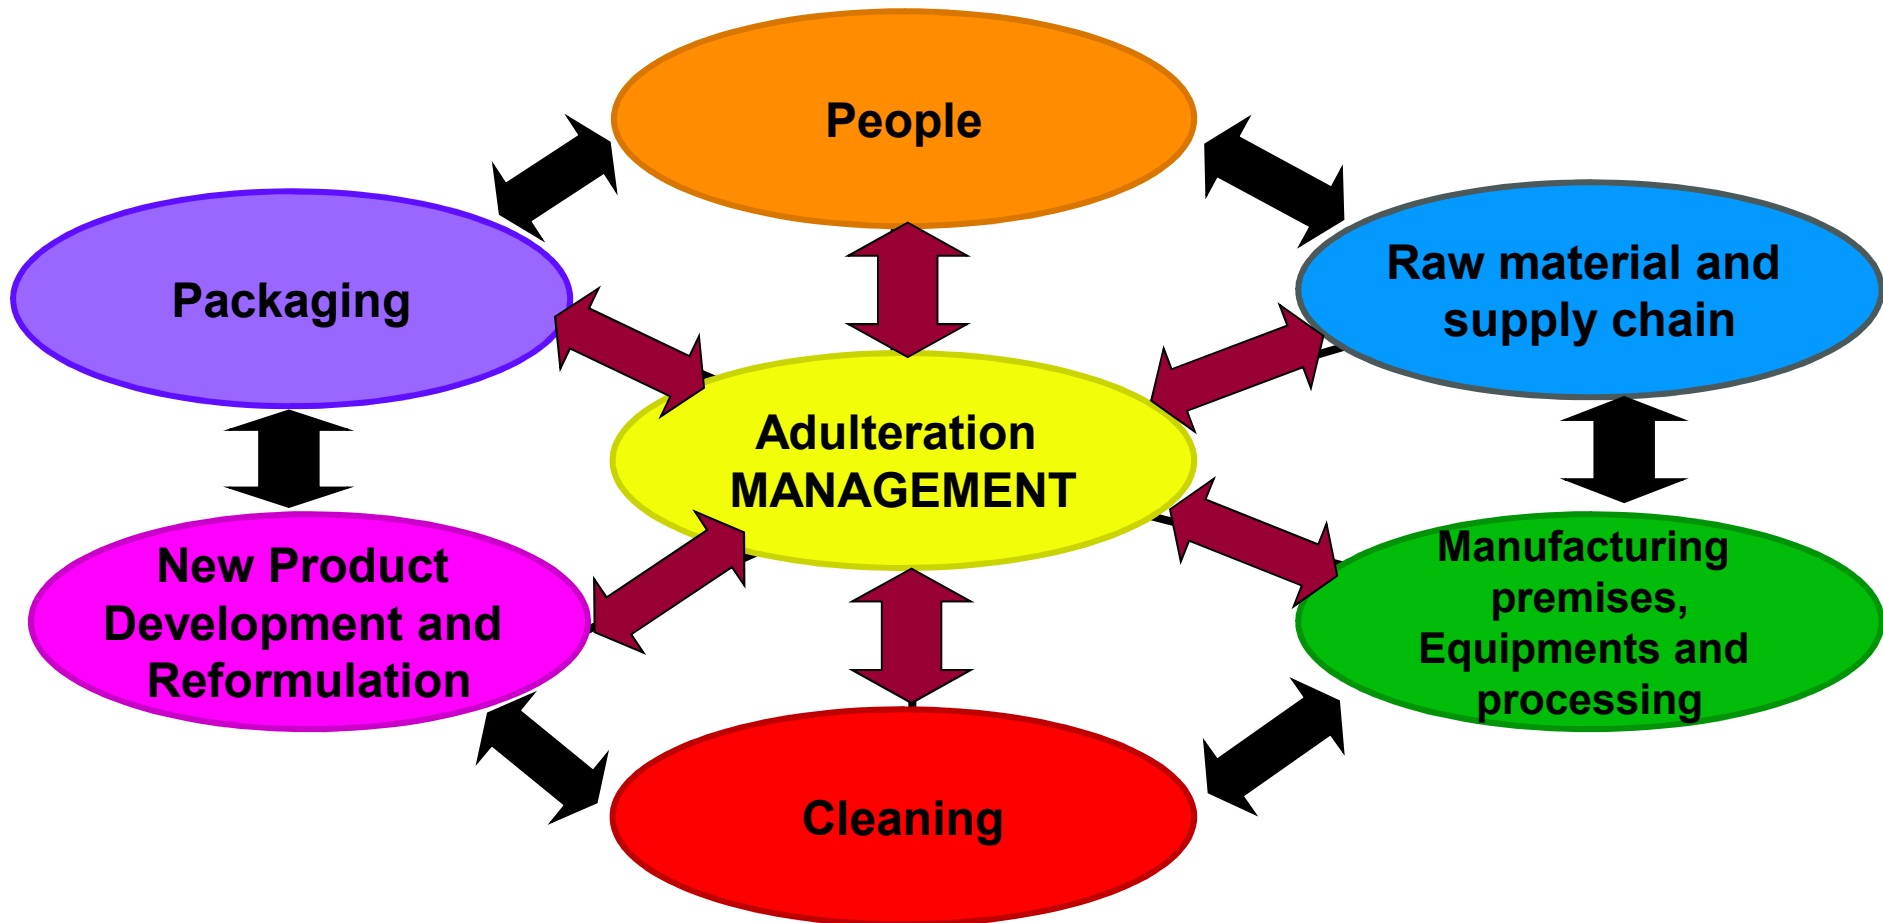 People
Packaging
Raw material and
supply chain
Adulteration
MANAGEMENT
New Product
Development and
Reformulation
Manufacturing
premises,
Equipments and
processing
Cleaning